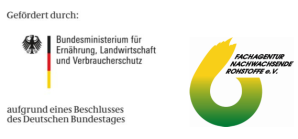 Gefördert durch:
Bundesministerium für
Ernährung, Landwirtschaft
und Verbraucherschutz
aufgrund eines Beschlusses
des Deutschen Bundestages
FACHAGENTUR
NACHWACHSENDE
ROHSTOFFE e.V.